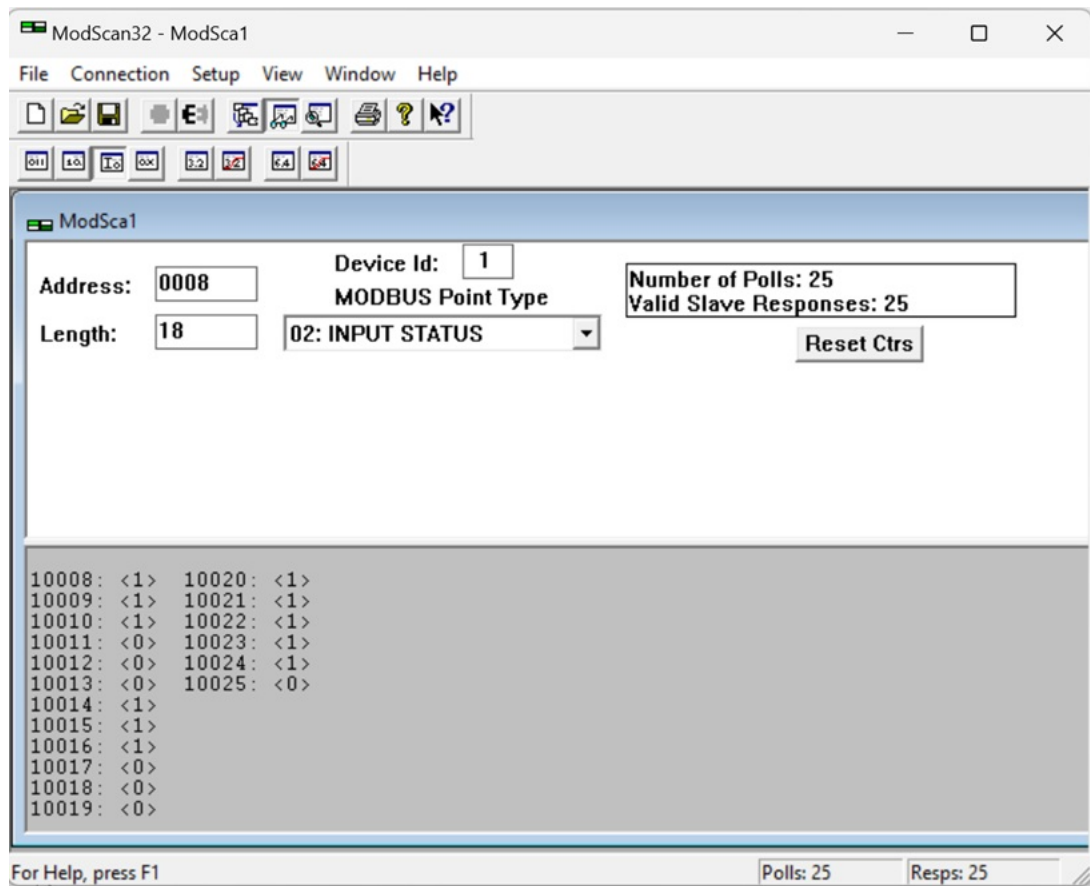 ModScan32 - ModSca1
File Connection Setup View Window Help
ModSca1
Address: 0008
Device Id: 1
MODBUS Point Type
Length: 18
02: INPUT STATUS
Number of Polls: 25
Valid Slave Responses: 25
Reset Ctrs
10008: <1> 10020: <1>
10009: <1> 10021: <1>
10010: <1> 10022: <1>
10011: <0> 10023: <1>
10012: <0> 10024: <1>
10013: <0> 10025: <0>
10014: <1>
10015: <1>
10016: <1>
10017: <0>
10018: <0>
10019: <0>
For Help, press F1
Polls: 25
Resps: 25